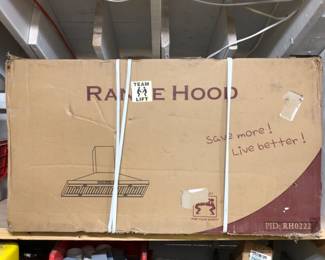 RANGE HOOD
TEAM
LIFT
Save more!
Live better!
PID: RH0222